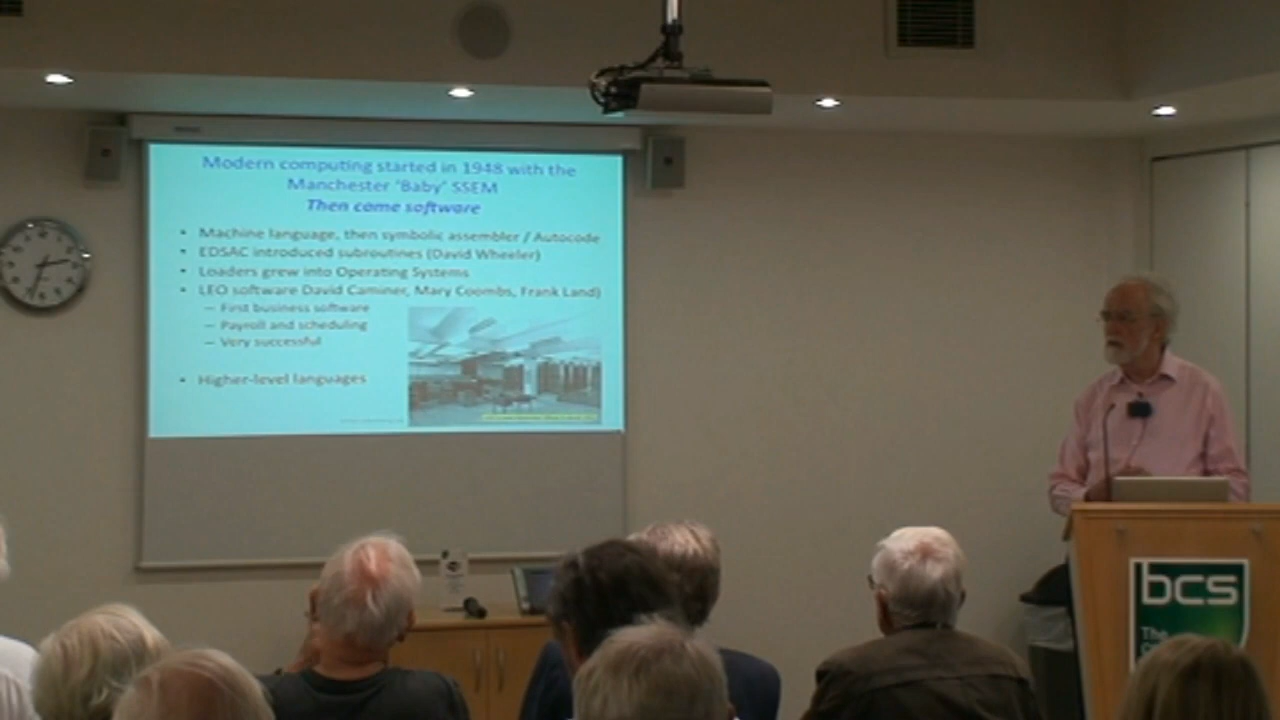 Modern computing started in 1948 with the
Manchester 'Baby' SSEM
Then came software
• Machine language, then symbolic assembler / Autocode
• EDSAC introduced subroutines (David Wheeler)
• Loaders grew into Operating Systems
• LEO software David Caminer, Mary Coombs, Frank Land)
– First business software
– Payroll and scheduling
– Very successful
• Higher-level languages
bcs
The